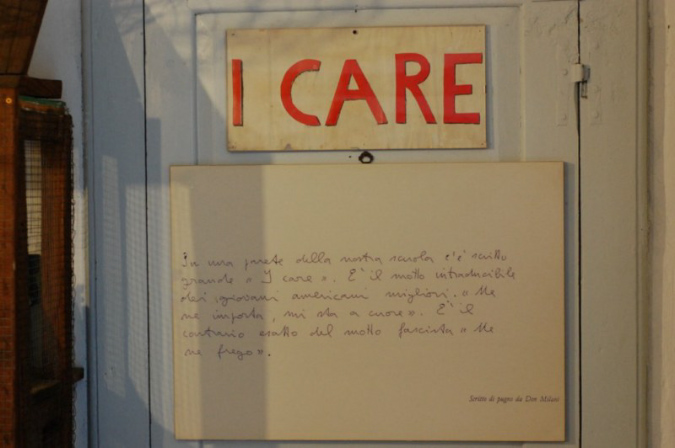 I CARE
In una parete della nostra scuola c'è scritto
grande « I care ». E' il motto intraducibile
dei giovani americani migliori. « Me
ne importa, mi sta a cuore ». E' il
contrario esatto del motto fascista « Me
ne frego ».
Scritto di pugno da Don Milani